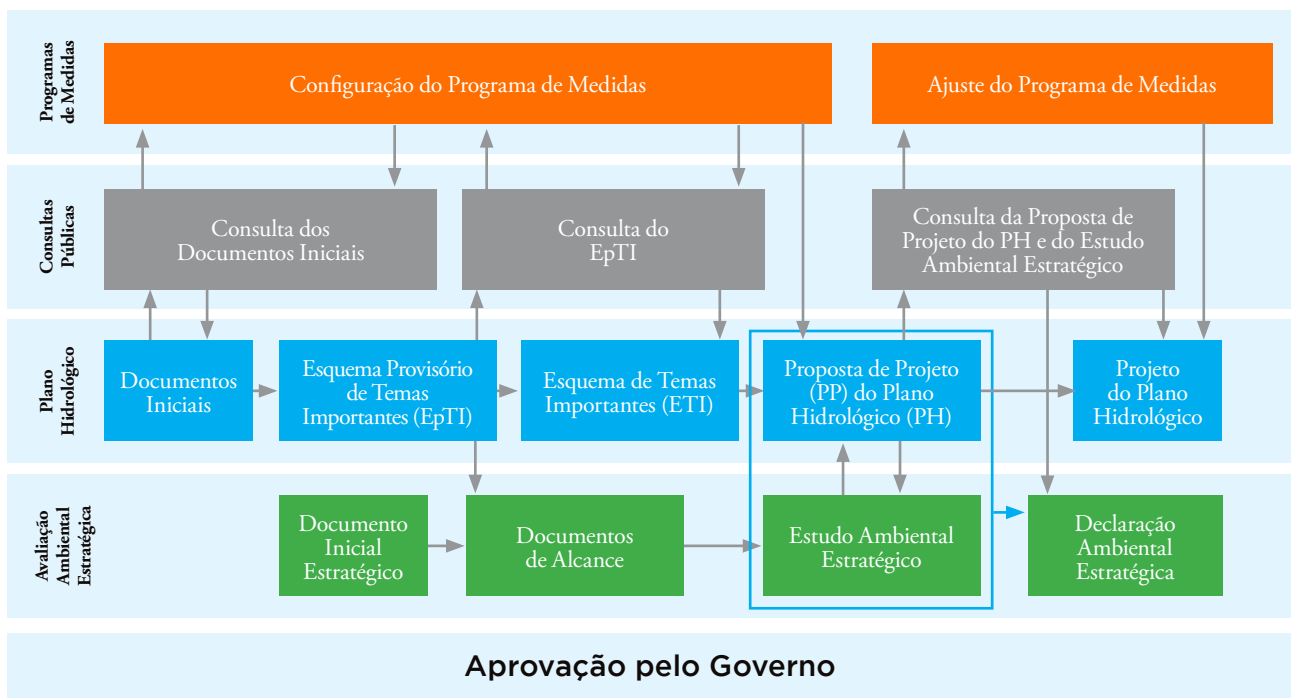 Programas
de Medidas
Configuração do Programa de Medidas
Ajuste do Programa de Medidas
Consultas
Públicas
Consulta dos
Documentos Iniciais
Consulta do
EpTI
Consulta da Proposta de
Projeto do PH e do Estudo
Ambiental Estratégico
Plano
Hidrológico
Documentos
Iniciais
Esquema Provisório
de Temas
Importantes (EpTI)
Esquema de Temas
Importantes (ETI)
Proposta de Projeto
(PP) do Plano
Hidrológico (PH)
Projeto
do Plano
Hidrológico
Avaliação
Ambiental
Estratégica
Documento
Inicial
Estratégico
Documentos
de Alcance
Estudo Ambiental
Estratégico
Declaração
Ambiental
Estratégica
Aprovação pelo Governo